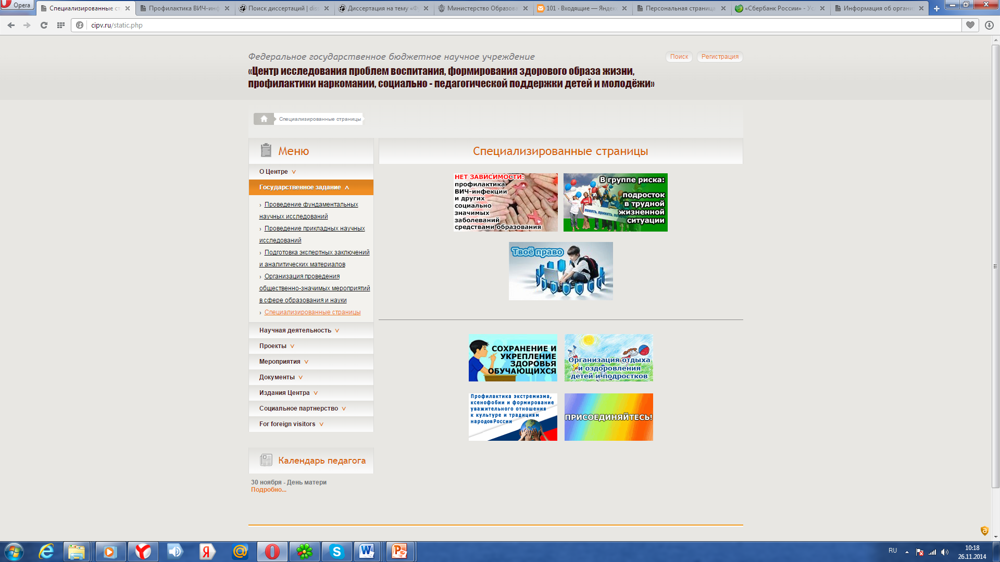 Opera
Специализированные ст
Профилактика ВИЧ-инф
Поиск диссертаций | dis
Диссертация на тему «Ф
Министерство Образова
101 · Входящие — Яндекс
Персональная страница
«Сбербанк России» - Ус
Информация об органи
cipv.ru/static.php
Федеральное государственное бюджетное научное учреждение
Поиск
Регистрация
«Центр исследования проблем воспитания, формирования здорового образа жизни,
профилактики наркомании, социально - педагогической поддержки детей и молодёжи»
Специализированные страницы
Меню
О Центре
Государственное задание
› Проведение фундаментальных
научных исследований
› Проведение прикладных научных
исследований
› Подготовка экспертных заключений
и аналитических материалов
› Организация проведения
общественно-значимых мероприятий
в сфере образования и науки
› Специализированные страницы
Научная деятельность
Проекты
Мероприятия
Документы
Издания Центра
Социальное партнерство
For foreign visitors
Календарь педагога
30 ноября - День матери
Подробно...
Специализированные страницы
НЕТ ЗАВИСИМОСТИ:
профилактика
ВИЧ-инфекции
и других
социально
значимых
заболеваний
средствами образования
В группе риска:
подросток
в трудной
жизненной
ситуации
понять, принять,
Твоё право
СОХРАНЕНИЕ И
УКРЕПЛЕНИЕ
ЗДОРОВЬЯ
ОБУЧАЮЩИХСЯ
Организация отдыха
и оздоровления
детей и подростков
Профилактика экстремизма,
ксенофобии и формирование
уважительного отношения
к культуре и традициям
народовРоссии
ПРИСОЕДИНЯЙТЕСЬ!
RU
10:18
26.11.2014